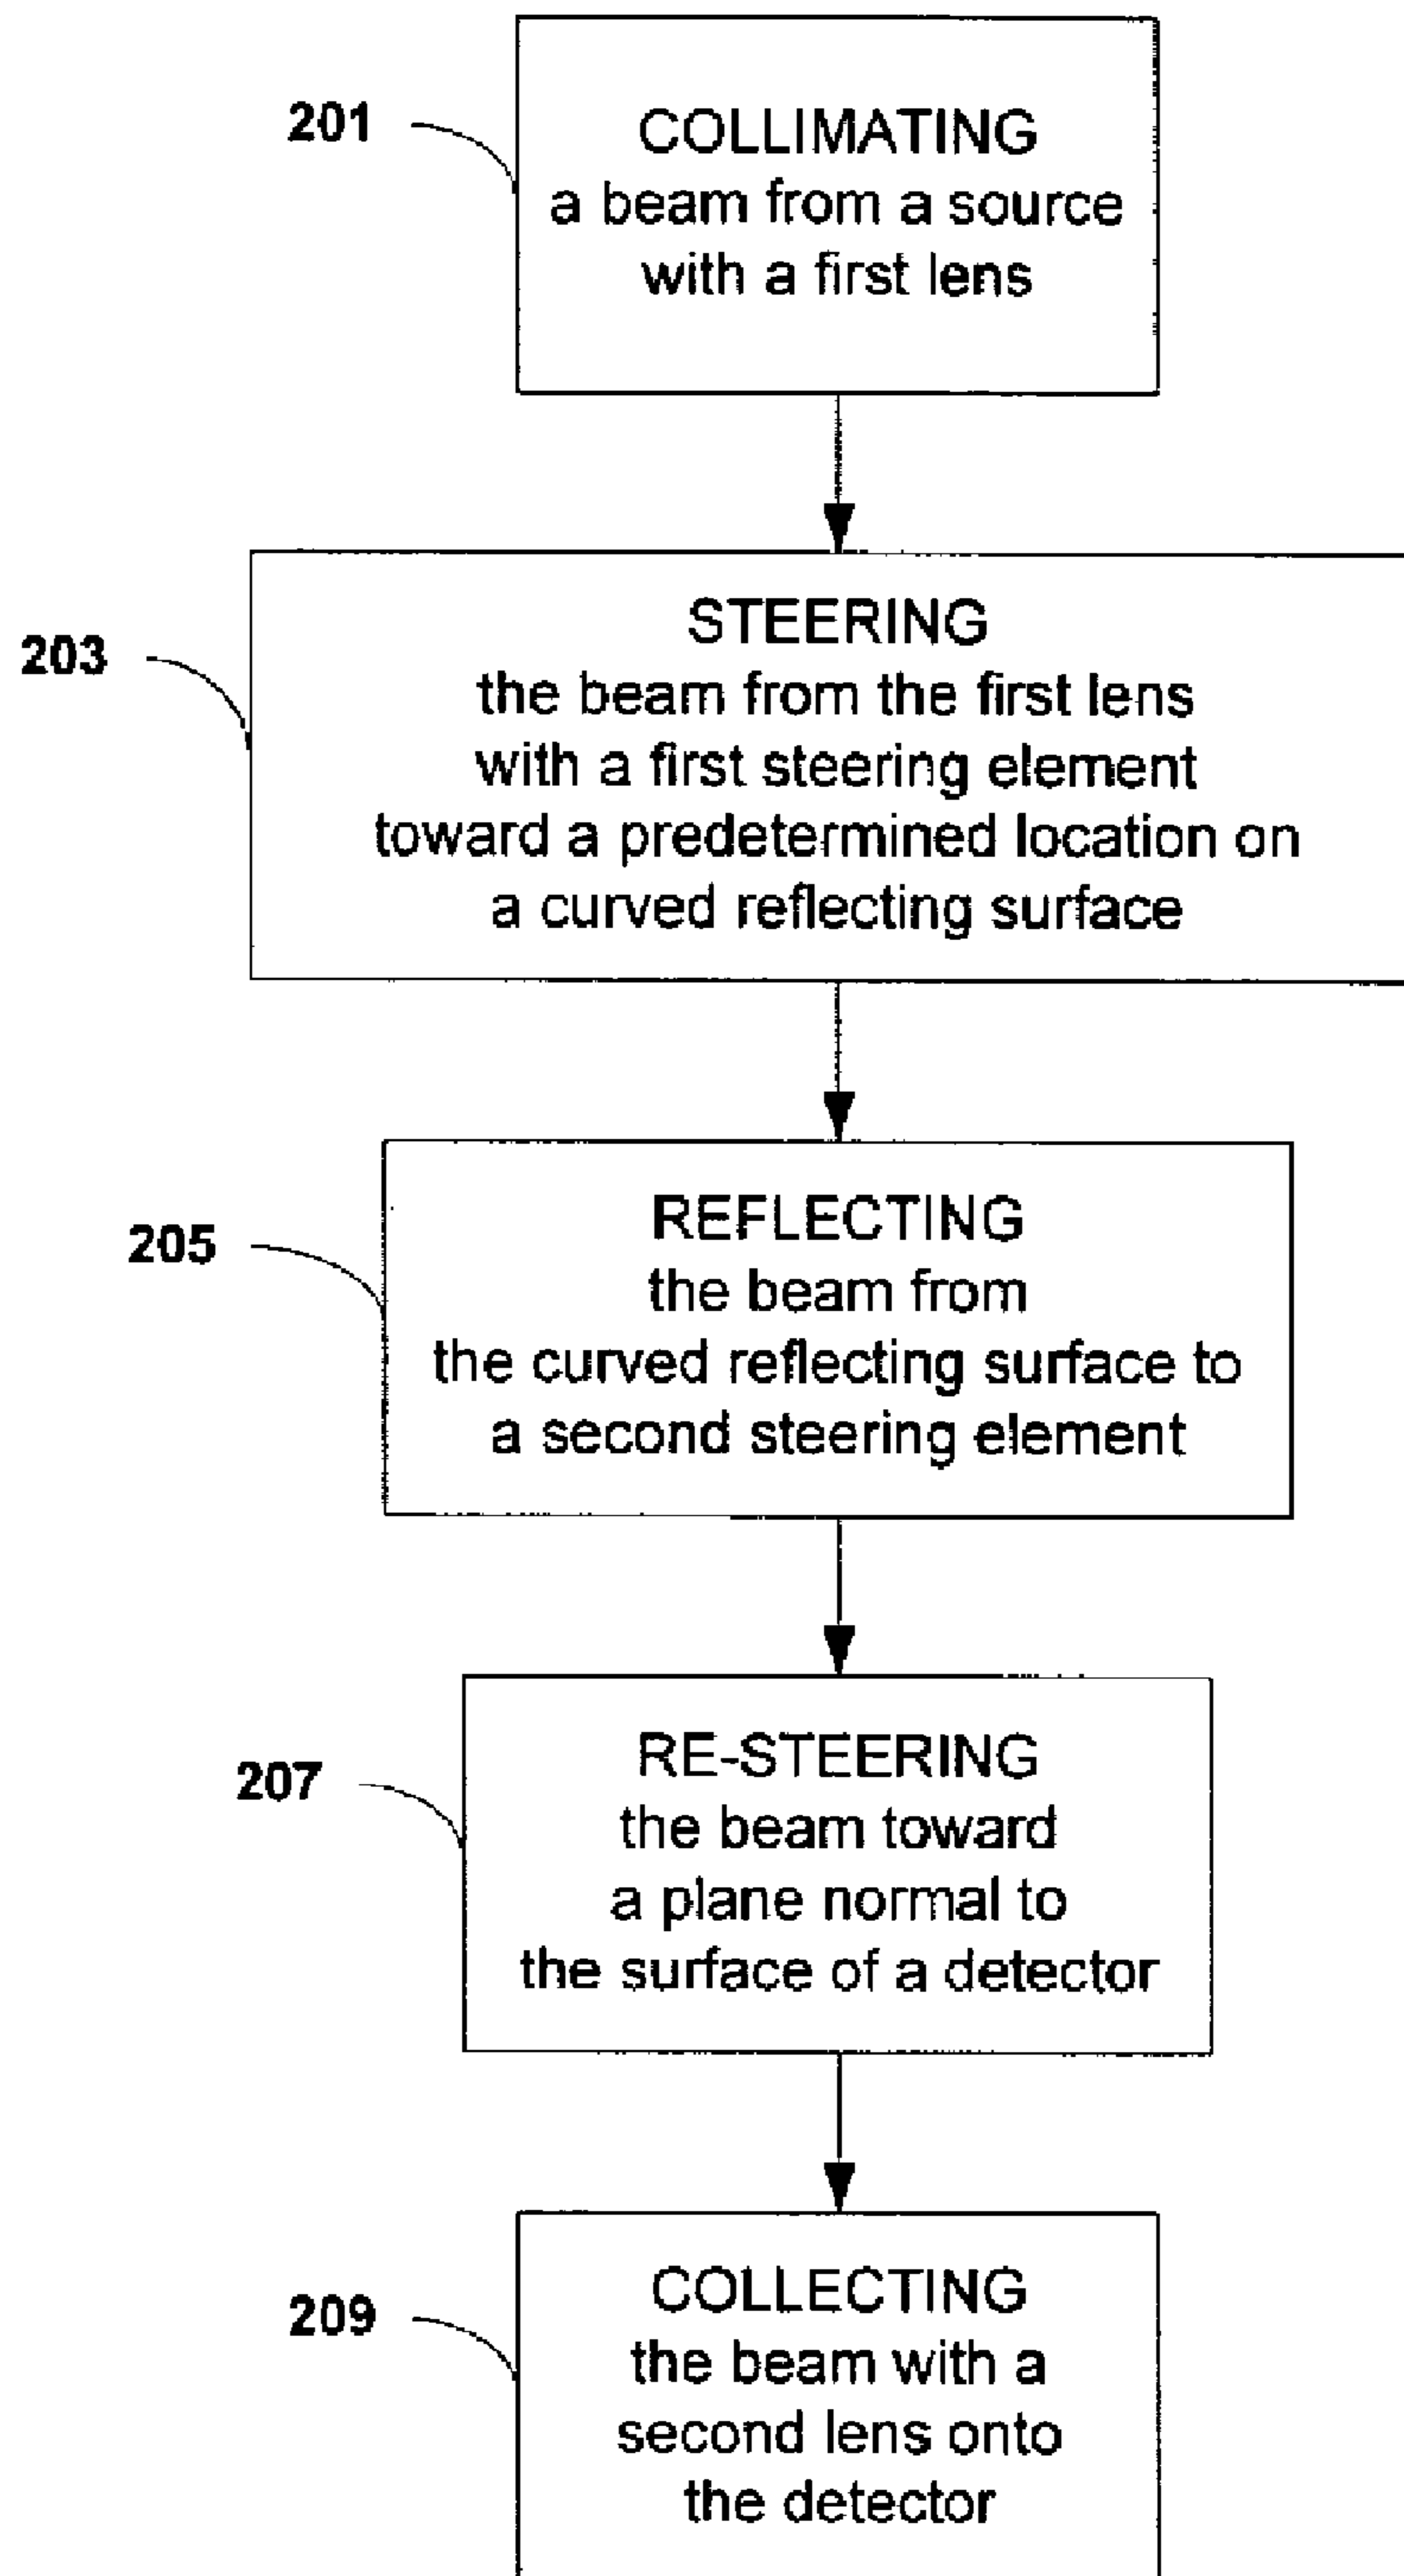 201
COLLIMATING
a beam from a source
with a first lens
203
STEERING
the beam from the first lens
with a first steering element
toward a predetermined location on
a curved reflecting surface
205
REFLECTING
the beam from
the curved reflecting surface to
a second steering element
207
RE-STEERING
the beam toward
a plane normal to
the surface of a detector
209
COLLECTING
the beam with a
second lens onto
the detector